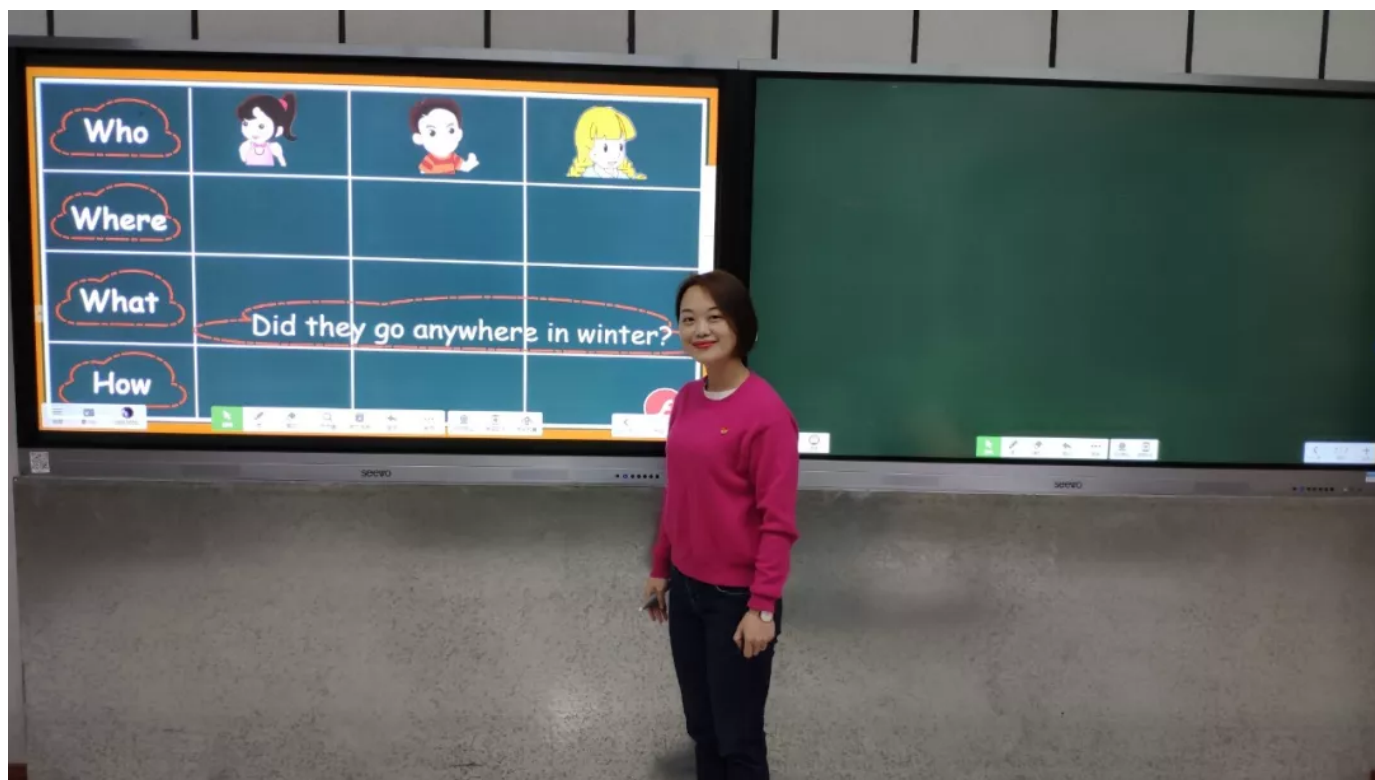 Who
Where
What
Did they go anywhere in winter?
How
seewo
seewo